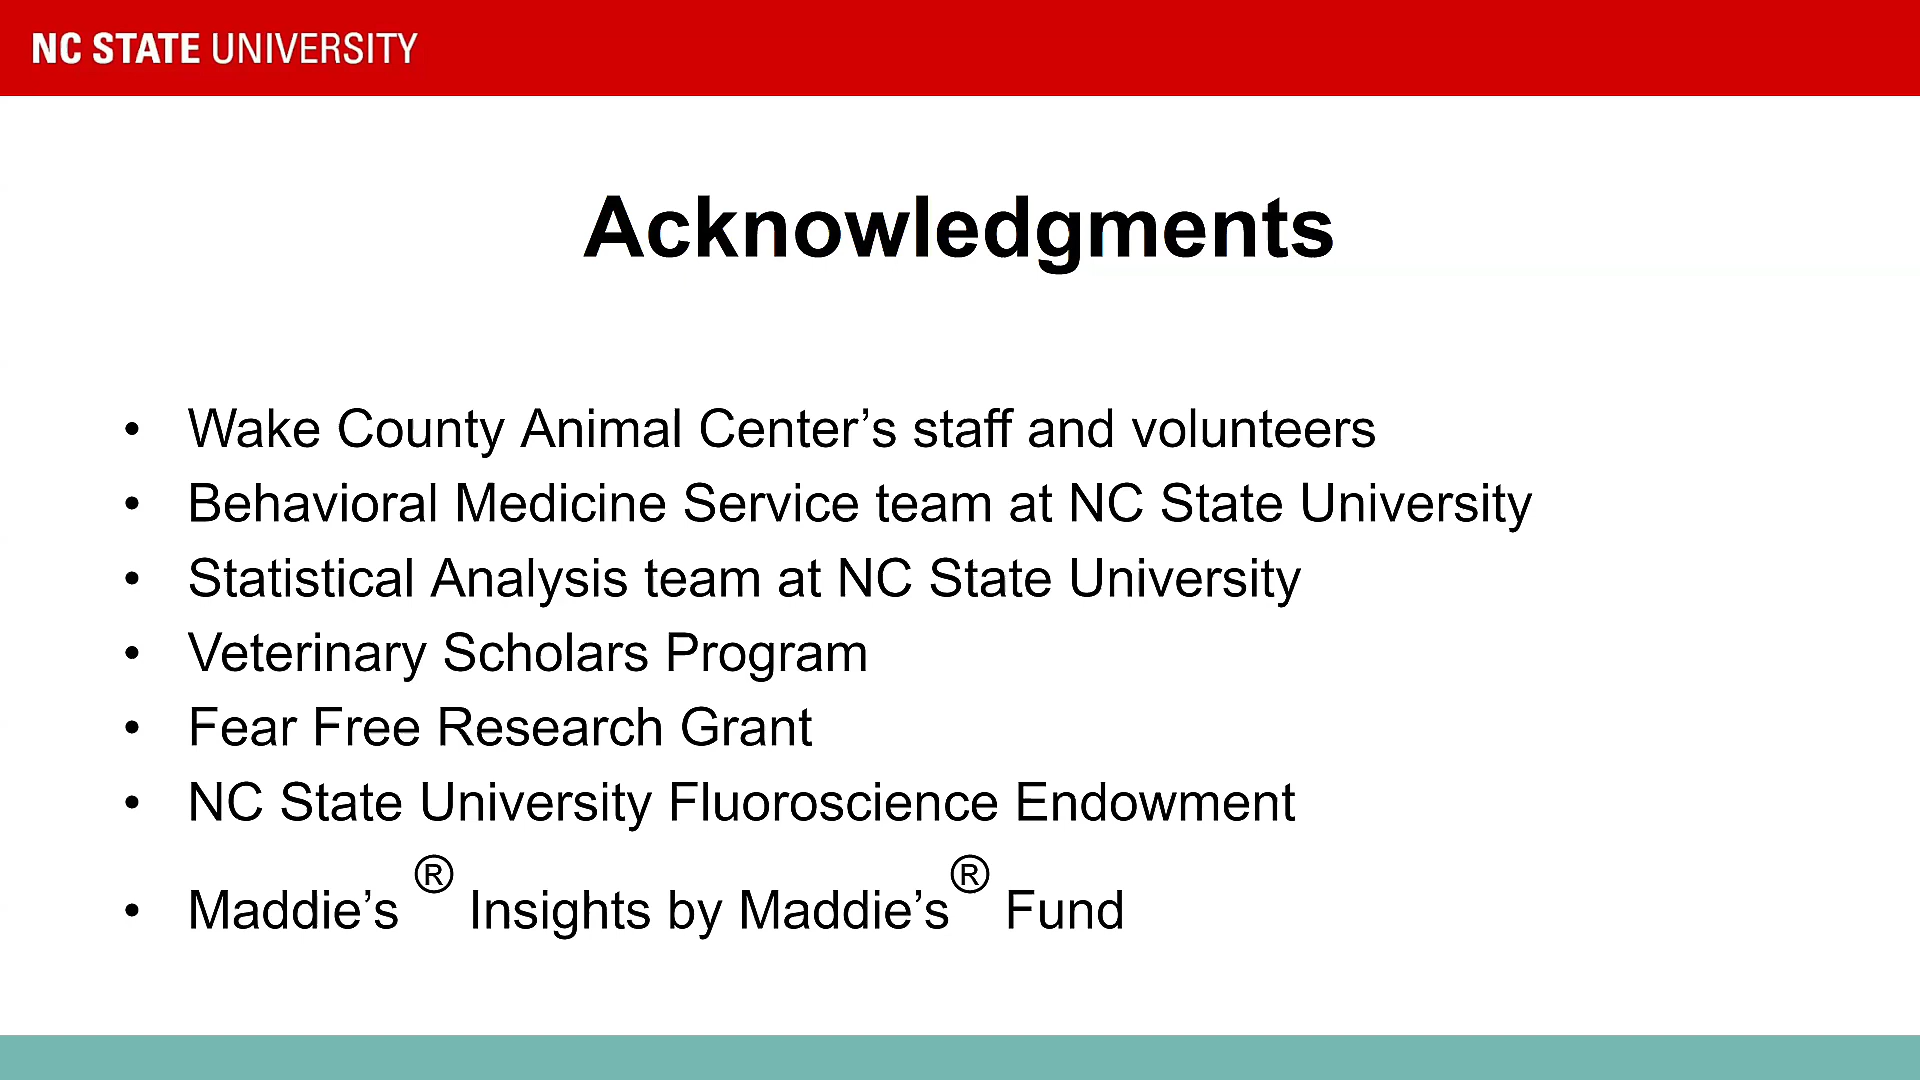 NC STATE UNIVERSITY
Acknowledgments
• Wake County Animal Center’s staff and volunteers
• Behavioral Medicine Service team at NC State University
• Statistical Analysis team at NC State University
• Veterinary Scholars Program
• Fear Free Research Grant
• NC State University Fluoroscience Endowment
• Maddie’s ® Insights by Maddie’s® Fund